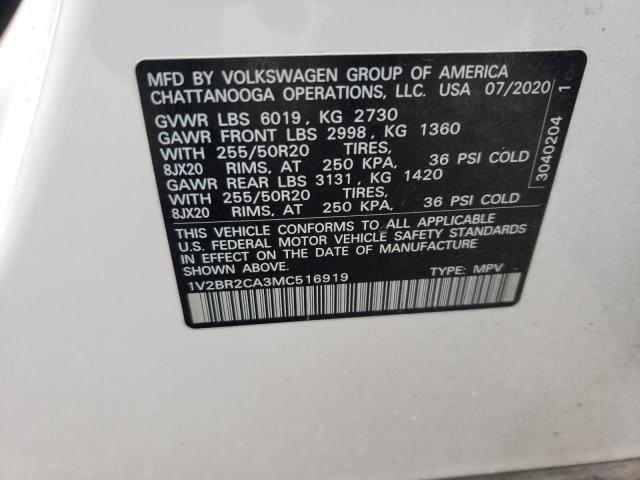 MFD BY VOLKSWAGEN GROUP OF AMERICA
CHATTANOOGA OPERATIONS, LLC. USA 07/2020
GVWR LBS 6019, KG 2730
GAWR FRONT LBS 2998, KG 1360
WITH 255/50R20 TIRES,
8JX20 RIMS, AT 250 KPA, 36 PSI COLD
GAWR REAR LBS 3131, KG 1420
WITH 255/50R20 TIRES,
8JX20 RIMS, AT 250 KPA, 36 PSI COLD
THIS VEHICLE CONFORMS TO ALL APPLICABLE
U.S. FEDERAL MOTOR VEHICLE SAFETY STANDARDS
IN EFFECT ON THE DATE OF MANUFACTURE
SHOWN ABOVE.
1V2BR2CA3MC516919 TYPE: MPV
3040204 1